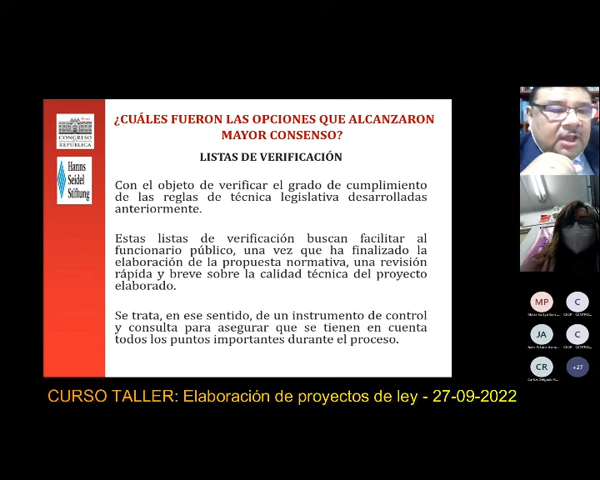 ¿CUÁLES FUERON LAS OPCIONES QUE ALCANZARON
MAYOR CONSENSO?
LISTAS DE VERIFICACIÓN
CONGRESO
REPÚBLICA
Hanns
Seidel
Stiftung
Con el objeto de verificar el grado de cumplimiento
de las reglas de técnica legislativa desarrolladas
anteriormente.
Estas listas de verificación buscan facilitar al
funcionario público, una vez que ha finalizado la
elaboración de la propuesta normativa, una revisión
rápida y breve sobre la calidad técnica del proyecto
elaborado.
Se trata, en ese sentido, de un instrumento de control
y consulta para asegurar que se tienen en cuenta
todos los puntos importantes durante el proceso.
MP
C
JA
C
CR
+27
CURSO TALLER: Elaboración de proyectos de ley - 27-09-2022